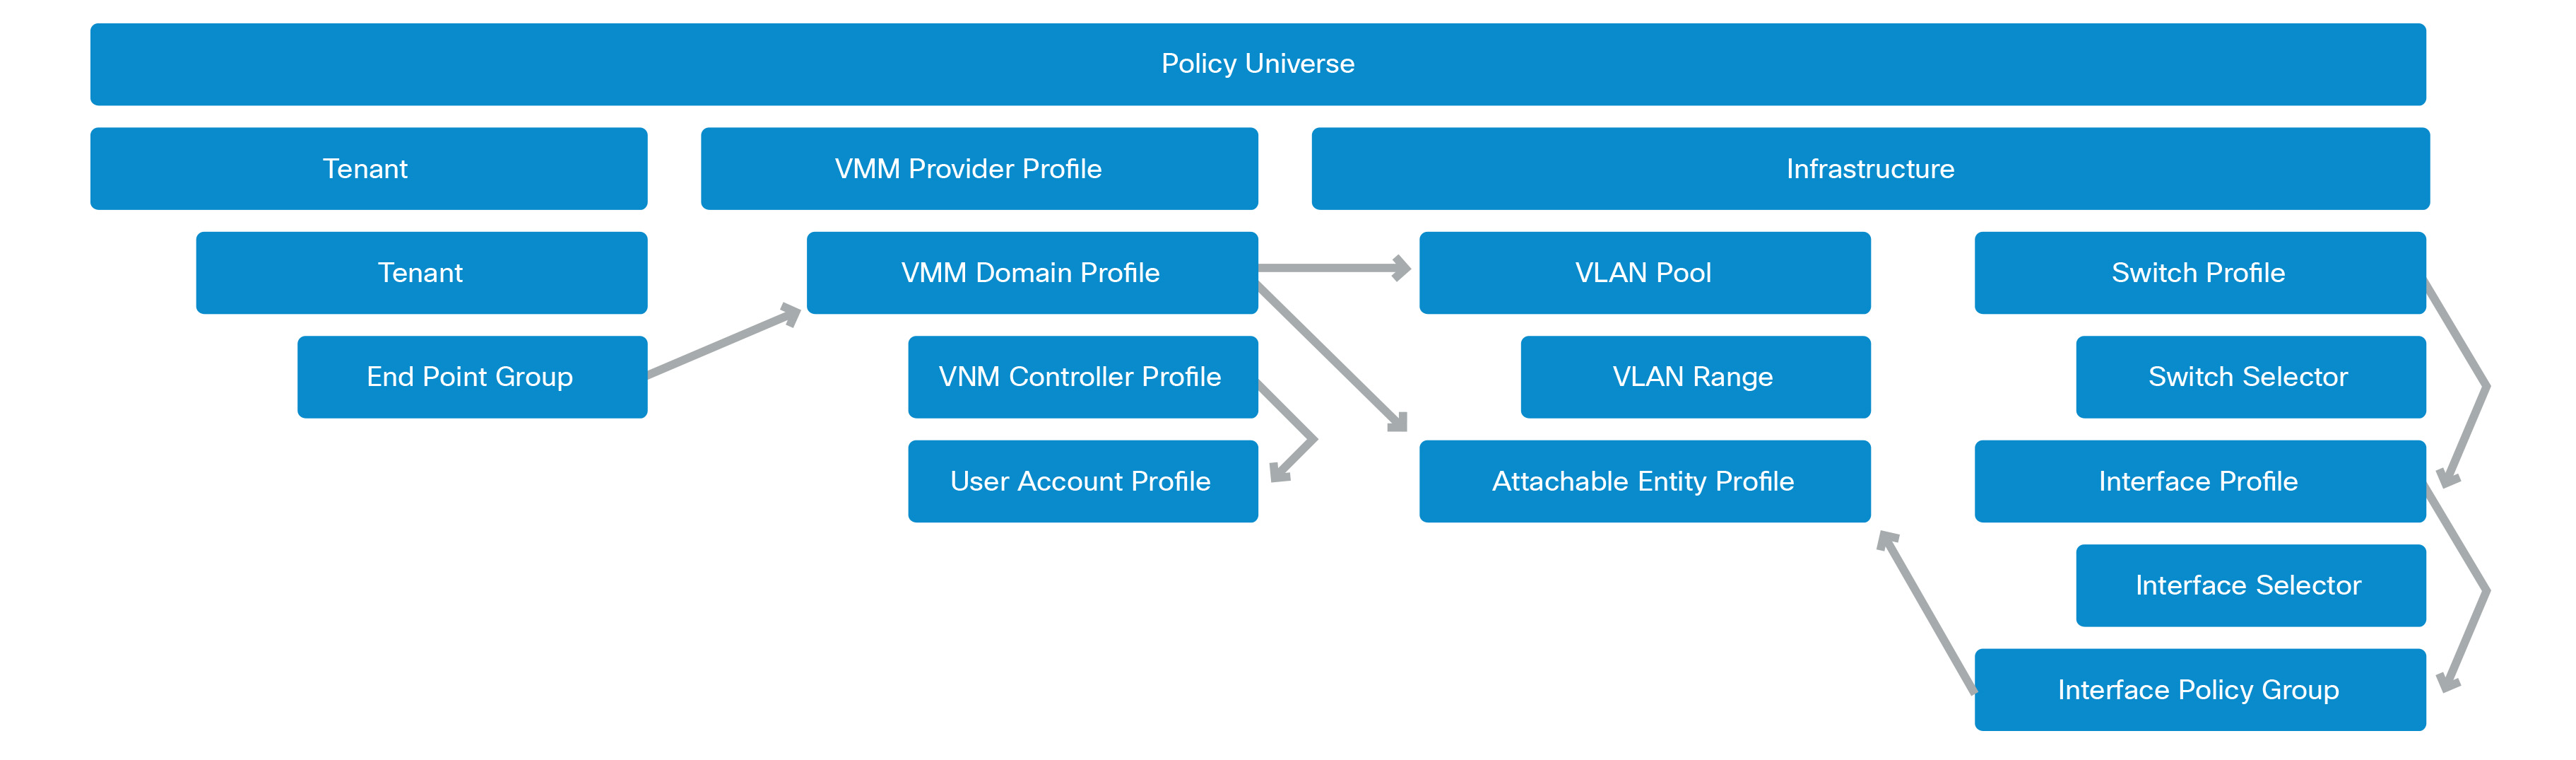 Policy Universe
Tenant
VMM Provider Profile
Infrastructure
Tenant
VMM Domain Profile
VLAN Pool
Switch Profile
End Point Group
VNM Controller Profile
VLAN Range
Switch Selector
User Account Profile
Attachable Entity Profile
Interface Profile
Interface Selector
Interface Policy Group